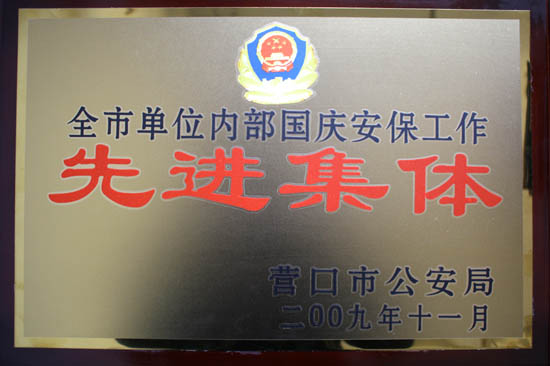 全市单位内部国庆安保工作
先进集体
营口市公安局
二00九年十一月